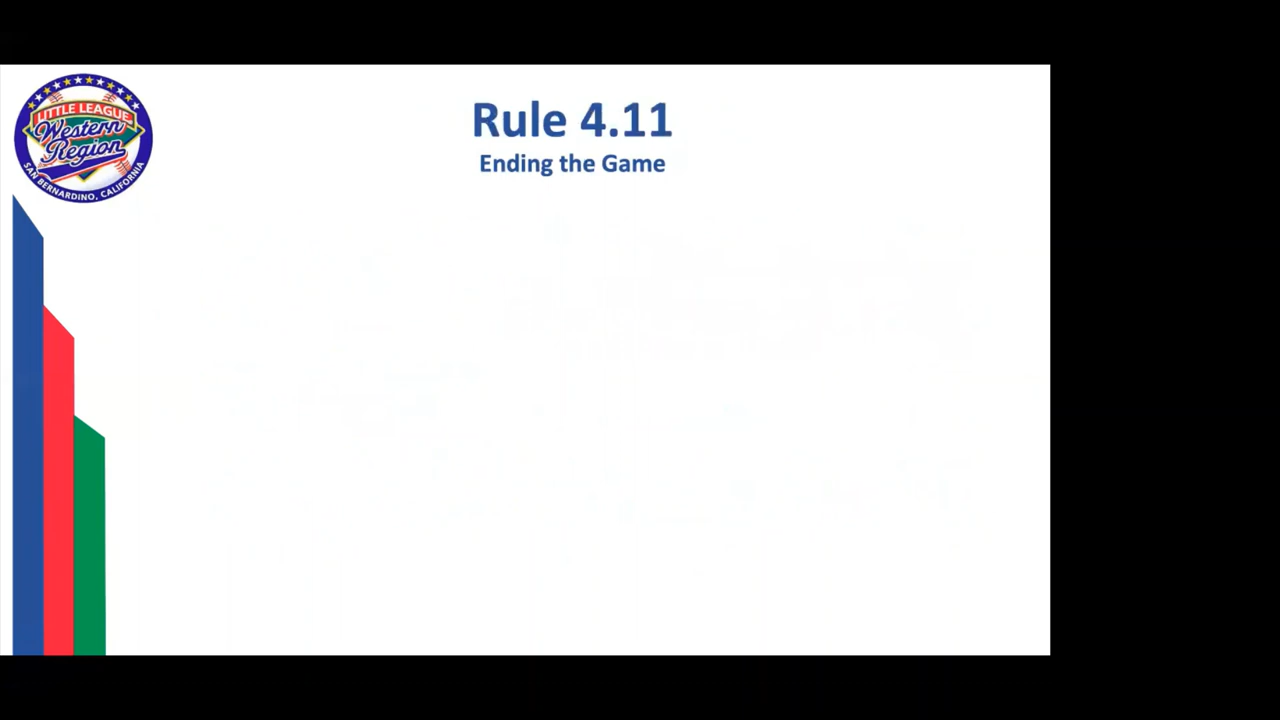 LITTLE LEAGUE
Western
Region
SAN BERNARDINO, CALIFORNIA
Rule 4.11
Ending the Game